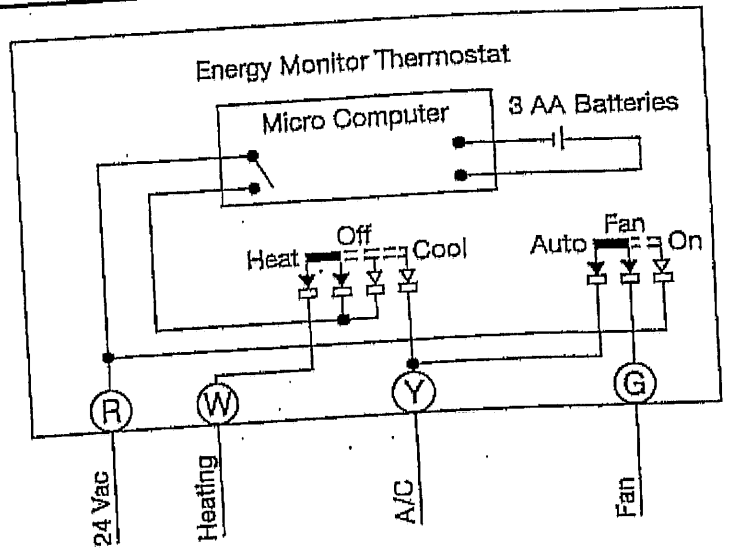 Energy Monitor Thermostat
Micro Computer
3 AA Batteries
Heat
Off
Cool
Auto
Fan
On
R
W
Y
G
24 Vac
Heating
A/C
Fan